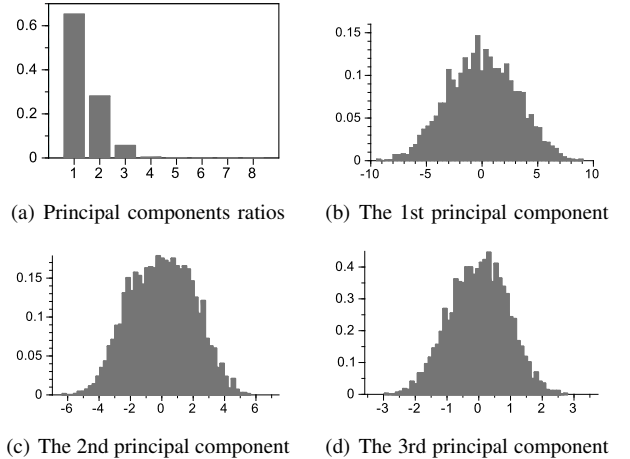 0.6
0.4
0.2
0
1 2 3 4 5 6 7 8
(a) Principal components ratios
0.15
0.1
0.05
0
-10 -5 0 5 10
(b) The 1st principal component
0.15
0.1
0.05
0
-6 -4 -2 0 2 4 6
(c) The 2nd principal component
0.4
0.3
0.2
0.1
0
-3 -2 -1 0 1 2 3
(d) The 3rd principal component